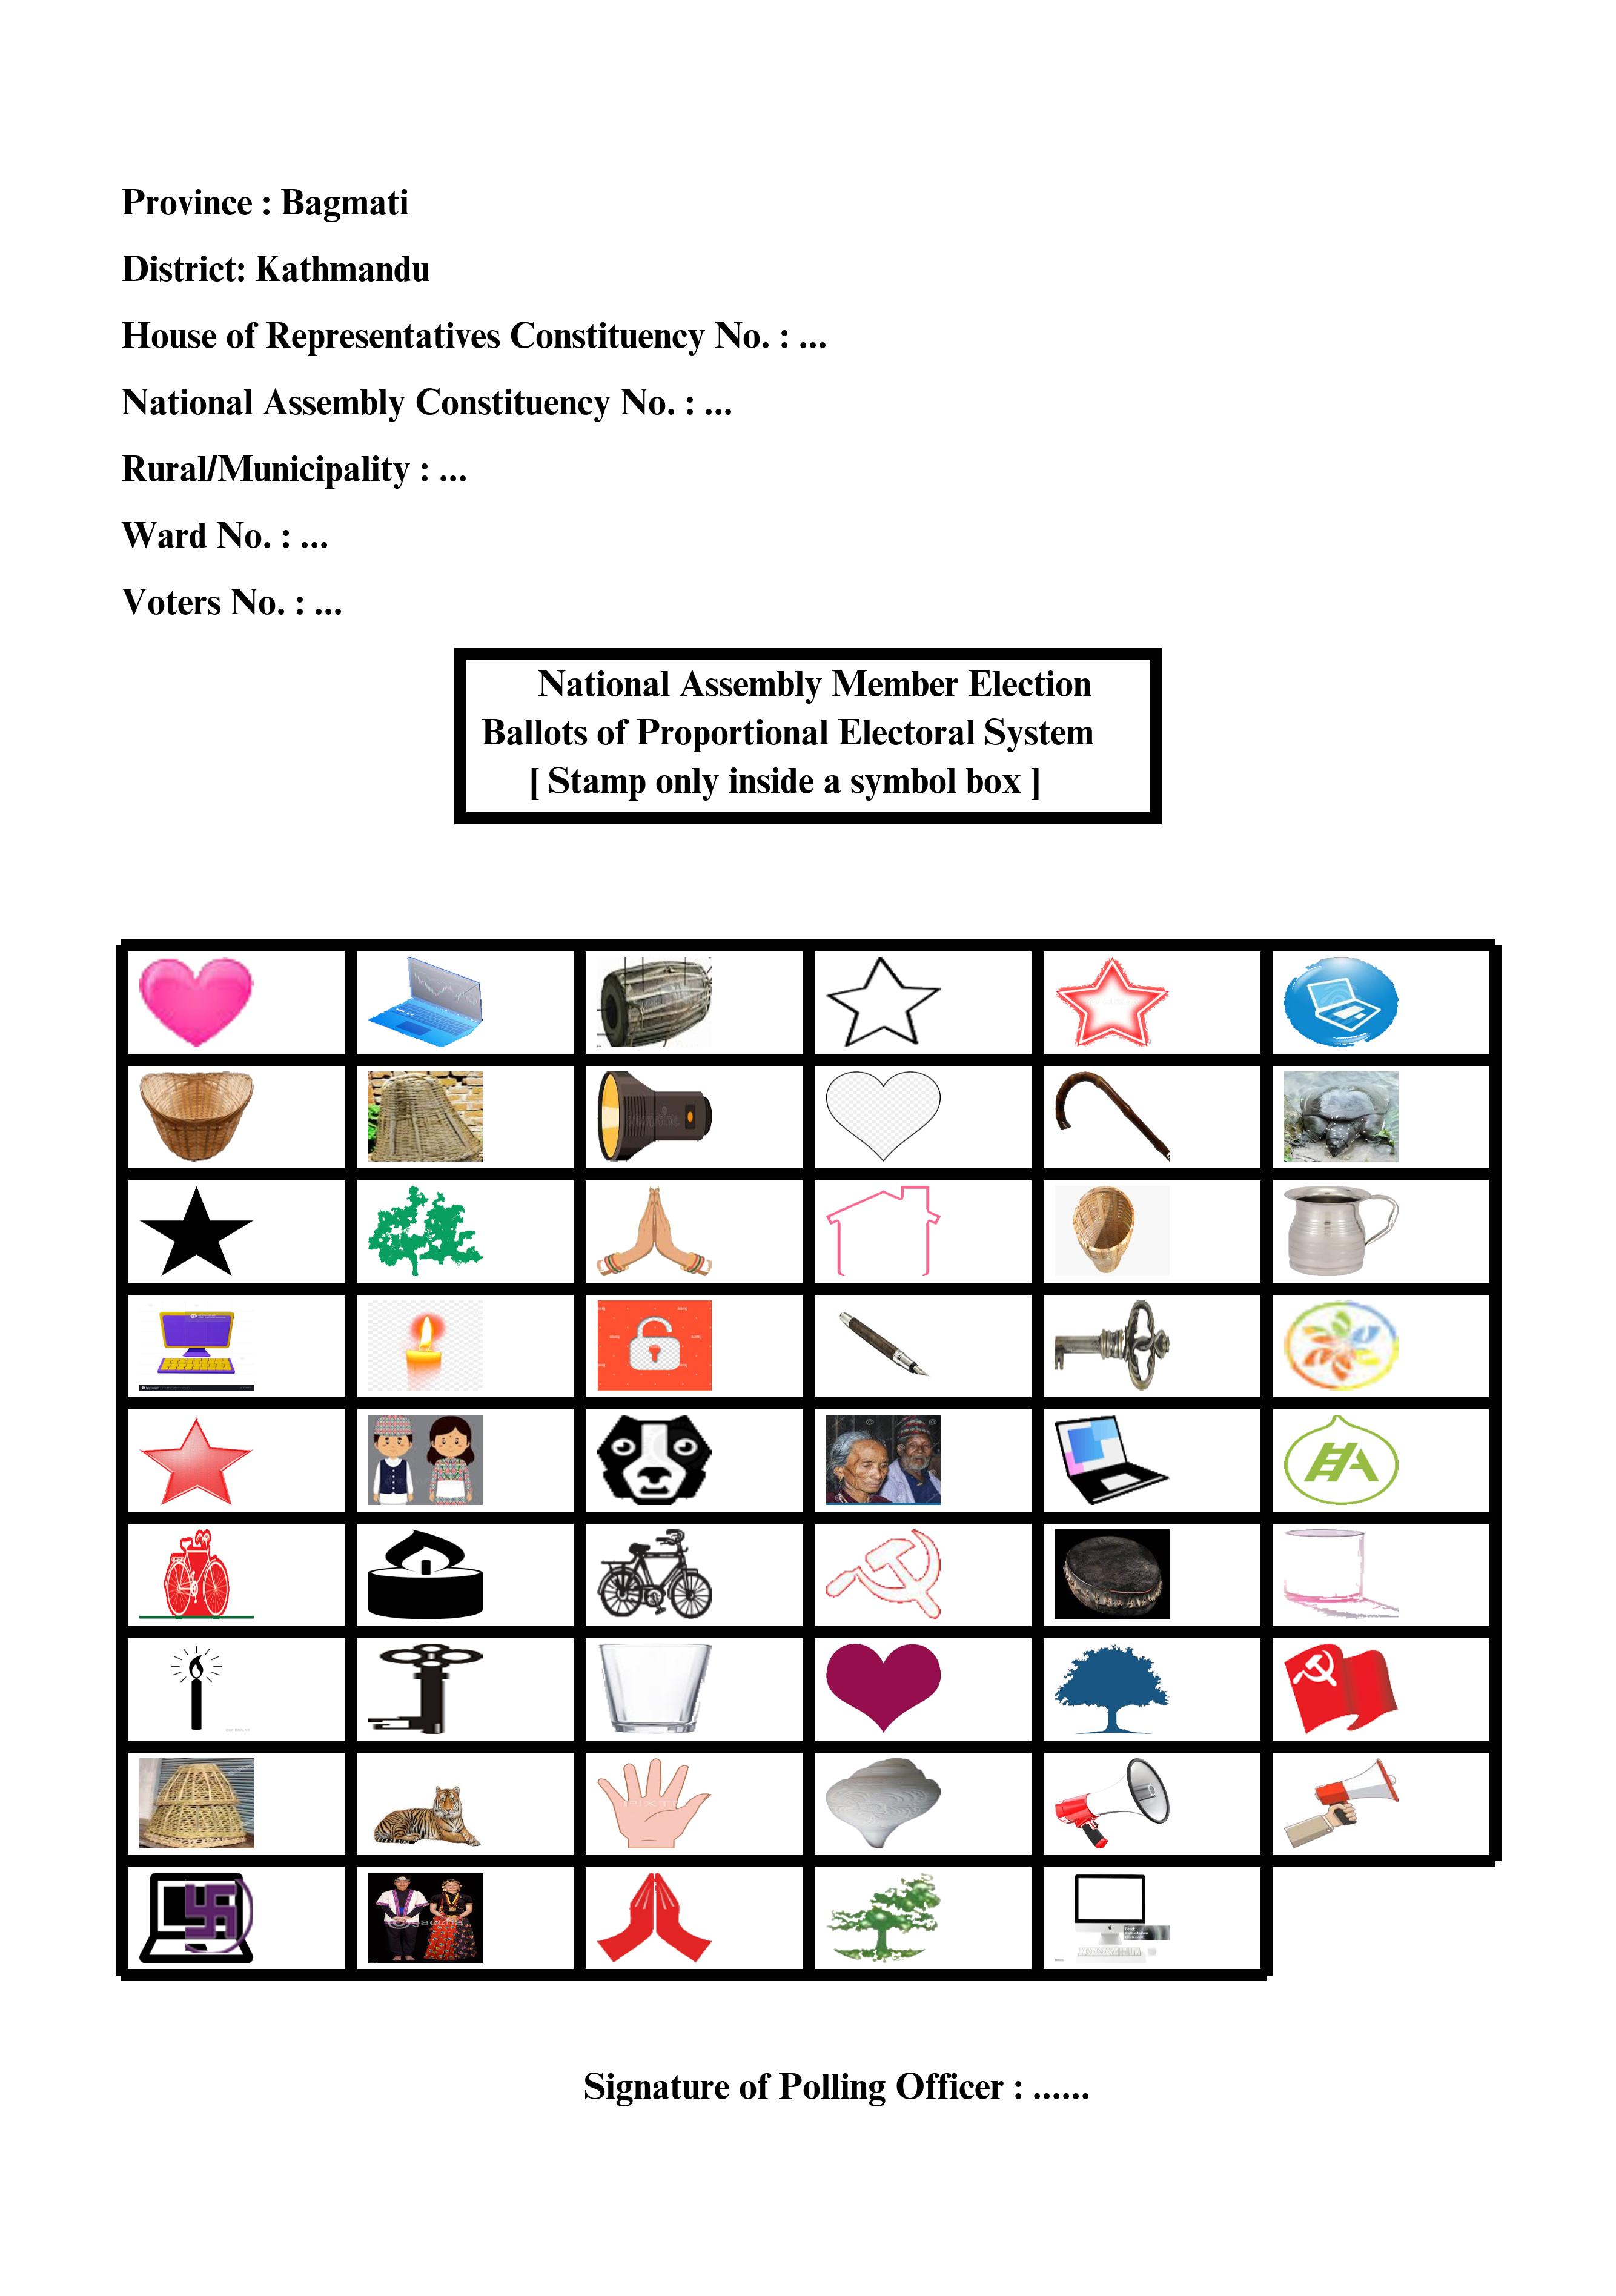 Province : Bagmati
District: Kathmandu
House of Representatives Constituency No. : ...
National Assembly Constituency No. : ...
Rural/Municipality : ...
Ward No. : ...
Voters No. : ...
National Assembly Member Election
Ballots of Proportional Electoral System
[ Stamp only inside a symbol box ]
Signature of Polling Officer : ......